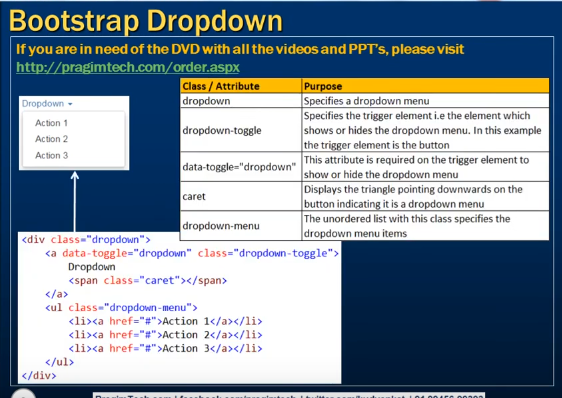 Bootstrap Dropdown
If you are in need of the DVD with all the videos and PPT's, please visit
http://pragimtech.com/order.aspx
Class / Attribute Purpose
dropdown Specifies a dropdown menu
dropdown-toggle Specifies the trigger element i.e the element which
shows or hides the dropdown menu. In this example
the trigger element is the button
data-toggle="dropdown" This attribute is required on the trigger element to
show or hide the dropdown menu
caret Displays the triangle pointing downwards on the
button indicating it is a dropdown menu
dropdown-menu The unordered list with this class specifies the
dropdown menu items
Dropdown
Action 1
Action 2
Action 3
<div class="dropdown">
<a data-toggle="dropdown" class="dropdown-toggle">
Dropdown
<span class="caret"></span>
</a>
<ul class="dropdown-menu">
<li><a href="#">Action 1</a></li>
<li><a href="#">Action 2</a></li>
<li><a href="#">Action 3</a></li>
</ul>
</div>